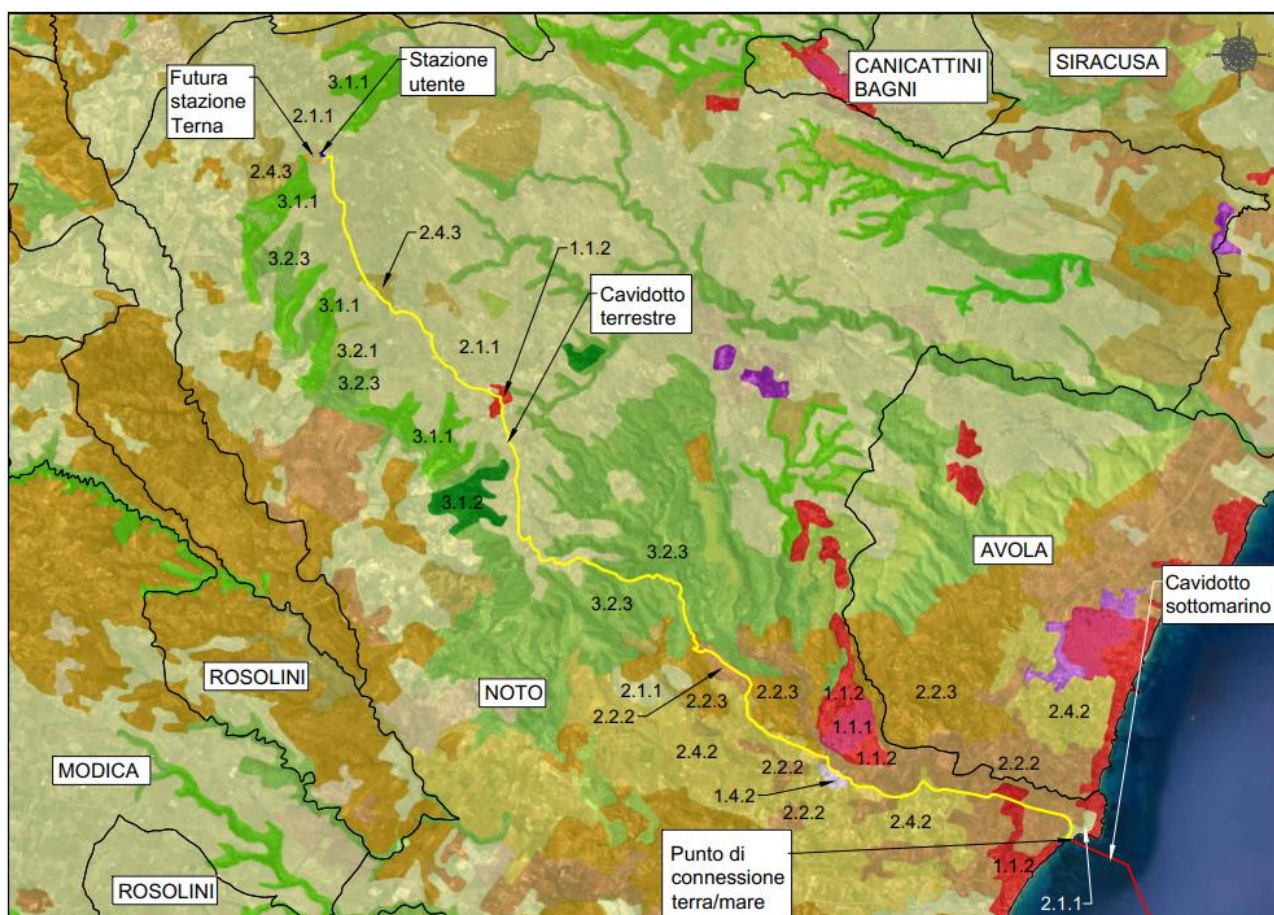 CANICATTINI
BAGNI
SIRACUSA
Futura
stazione
Terna
Stazione
utente
3.1.1
2.1.1
2.4.3
3.1.1
2.4.3
1.1.2
3.2.3
Cavidotto
terrestre
3.1.1
3.2.1
2.1.1
3.2.3
3.1.1
3.1.2
3.2.3
3.2.3
AVOLA
Cavidotto
sottomarino
ROSOLINI
NOTO
2.1.1
2.2.3
2.2.2
2.2.3
1.1.2
1.1.1
1.1.2
2.2.3
2.4.2
2.4.2
2.2.2
2.2.2
1.4.2
2.2.2
2.4.2
MODICA
ROSOLINI
Punto di
connessione
terra/mare
1.1.2
2.1.1